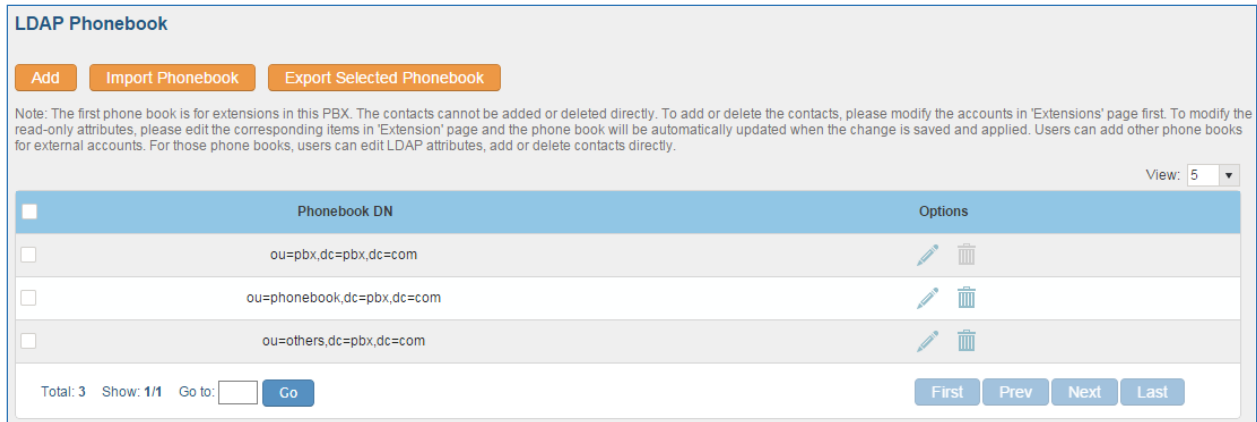 LDAP Phonebook
Add Import Phonebook Export Selected Phonebook
Note: The first phone book is for extensions in this PBX. The contacts cannot be added or deleted directly. To add or delete the contacts, please modify the accounts in 'Extensions' page first. To modify the
read-only attributes, please edit the corresponding items in 'Extension' page and the phone book will be automatically updated when the change is saved and applied. Users can add other phone books
for external accounts. For those phone books, users can edit LDAP attributes, add or delete contacts directly.
View: 5
Phonebook DN Options
ou=pbx,dc=pbx,dc=com
ou=phonebook,dc=pbx,dc=com
ou=others,dc=pbx,dc=com
Total: 3 Show: 1/1 Go to: Go First Prev Next Last